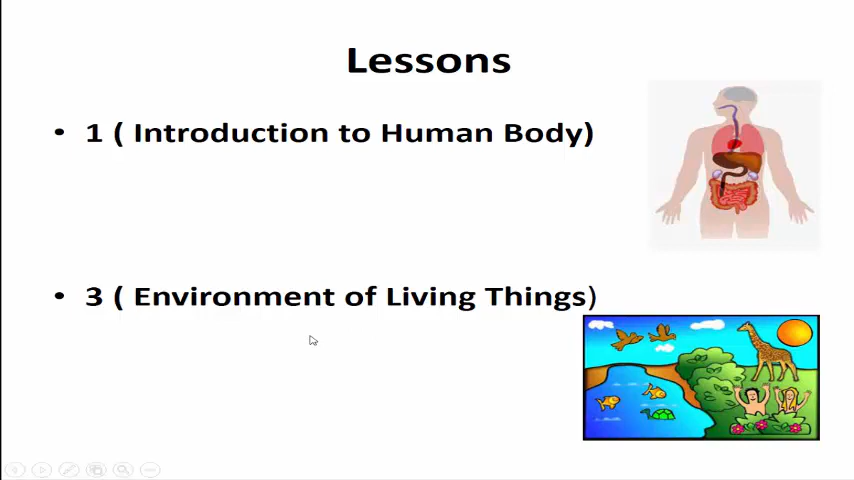 Lessons
• 1 ( Introduction to Human Body)
• 3 ( Environment of Living Things)